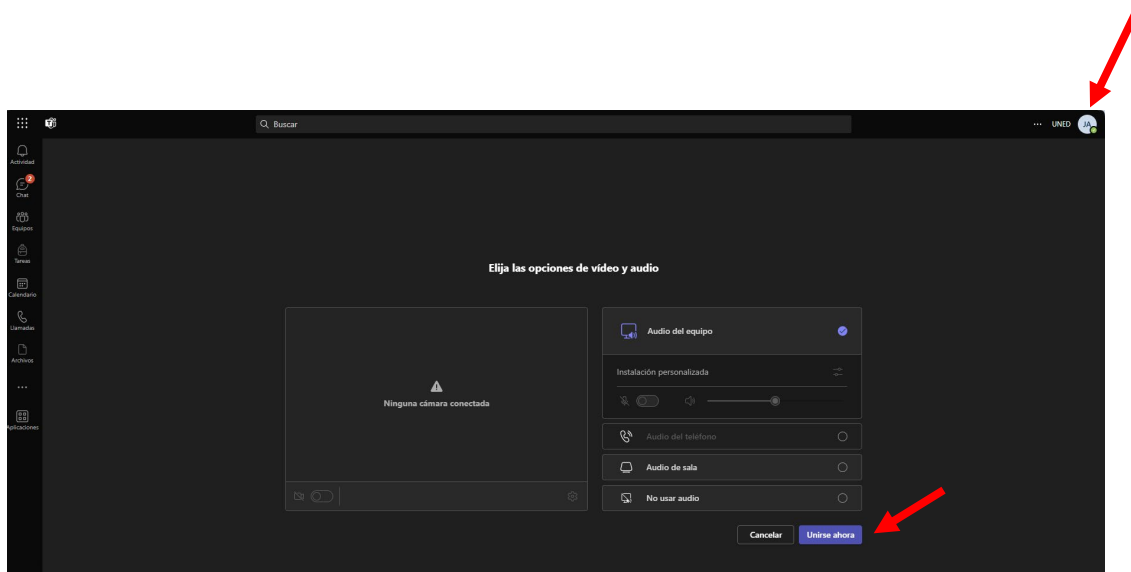 Buscar
UNED
JA
Actividad
2
Chat
Equipos
Tareas
Calendario
Llamadas
Archivos
Aplicaciones
Elija las opciones de vídeo y audio
Ninguna cámara conectada
Audio del equipo
Instalación personalizada
Audio del teléfono
Audio de sala
No usar audio
Cancelar
Unirse ahora